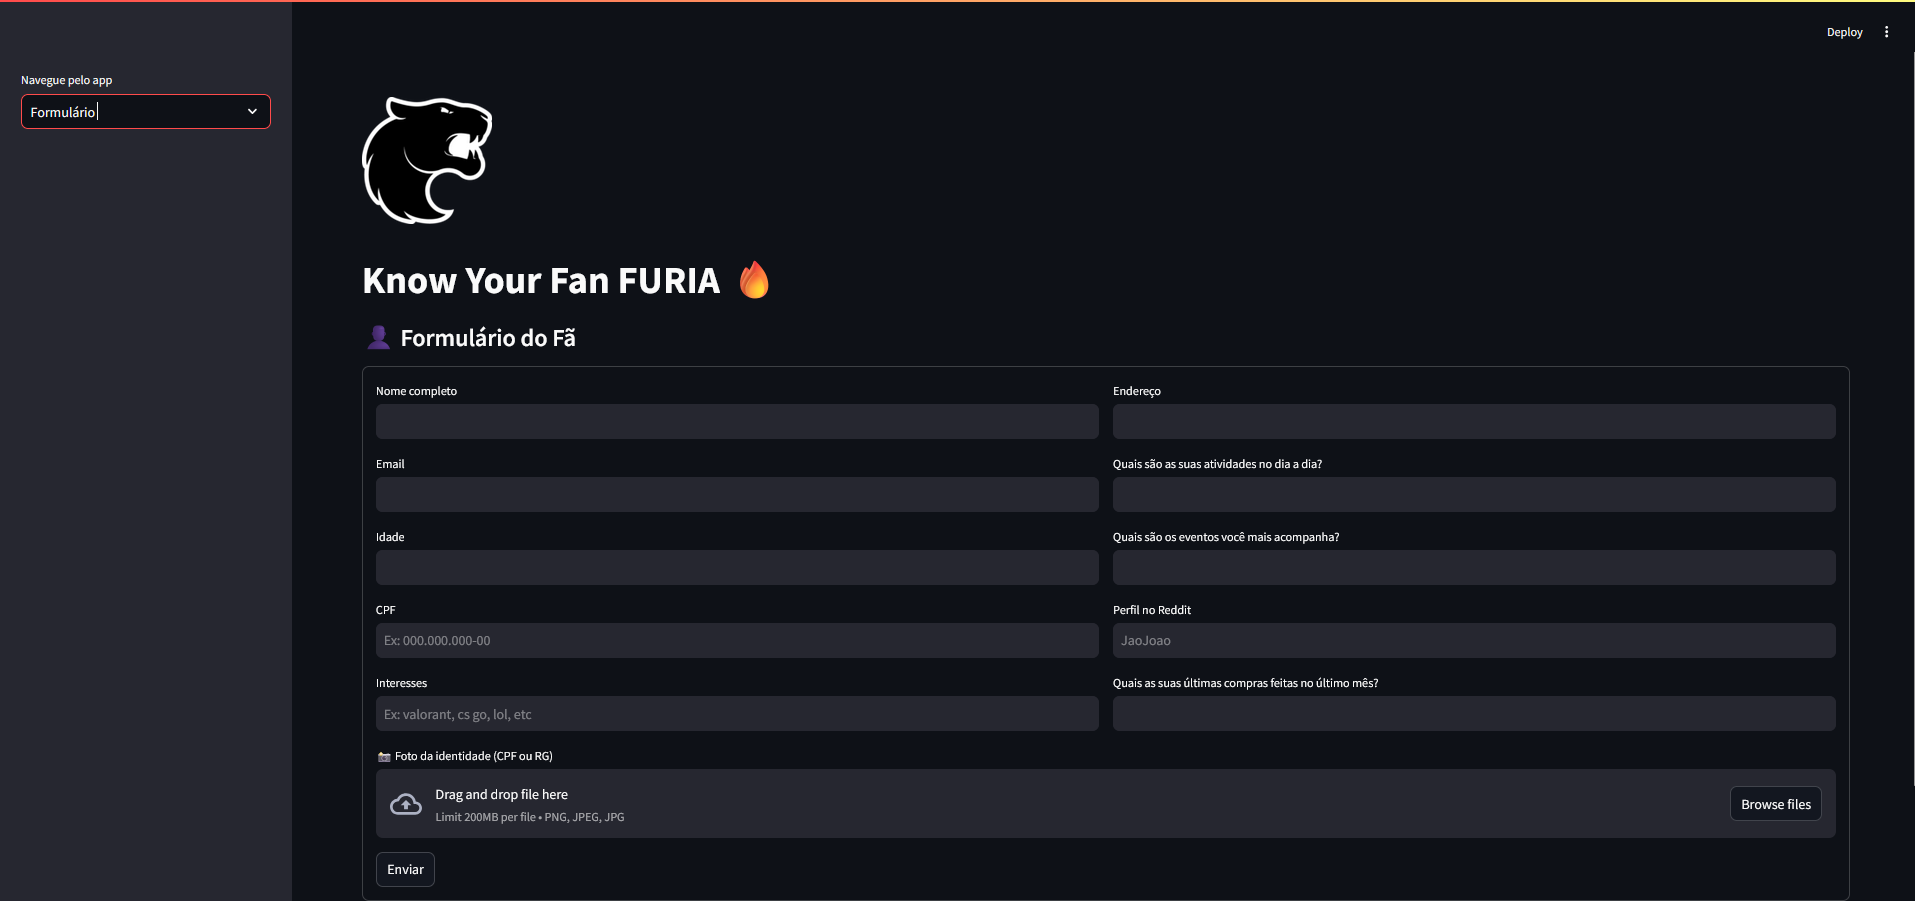 Deploy
Navegue pelo app
Formulário
Know Your Fan FURIA 🔥
👤 Formulário do Fã
Nome completo
Endereço
Email
Quais são as suas atividades no dia a dia?
Idade
Quais são os eventos você mais acompanha?
CPF
Ex: 000.000.000-00
Perfil no Reddit
JaoJoao
Interesses
Ex: valorant, cs go, lol, etc
Quais as suas últimas compras feitas no último mês?
📷 Foto da identidade (CPF ou RG)
Drag and drop file here
Limit 200MB per file • PNG, JPEG, JPG
Browse files
Enviar